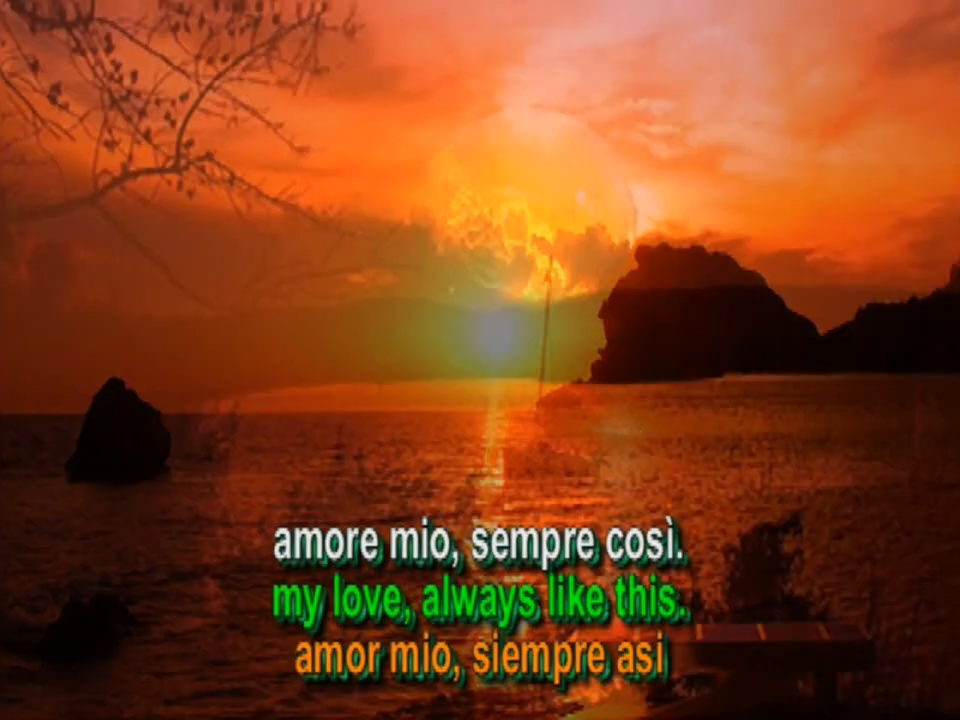 amore mio, sempre così.
my love, always like this.
amor mio, siempre asi